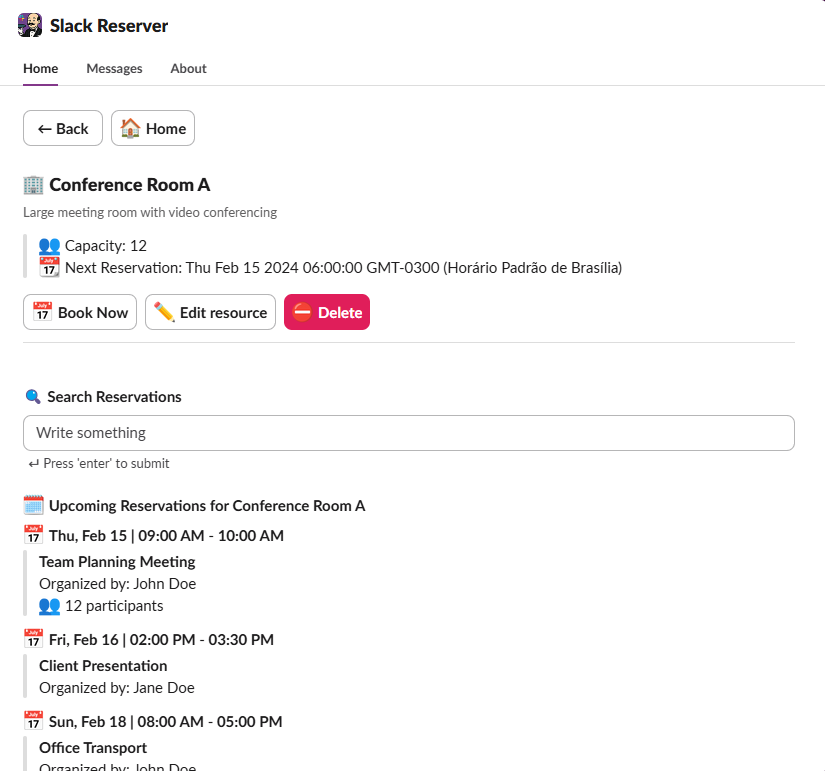 Slack Reserver
Home Messages About
← Back Home
Conference Room A
Large meeting room with video conferencing
Capacity: 12
Next Reservation: Thu Feb 15 2024 06:00:00 GMT-0300 (Horário Padrão de Brasília)
Book Now Edit resource Delete
Search Reservations
Write something
↵ Press 'enter' to submit
Upcoming Reservations for Conference Room A
Thu, Feb 15 | 09:00 AM - 10:00 AM
Team Planning Meeting
Organized by: John Doe
12 participants
Fri, Feb 16 | 02:00 PM - 03:30 PM
Client Presentation
Organized by: Jane Doe
Sun, Feb 18 | 08:00 AM - 05:00 PM
Office Transport
Organized by: John Doe